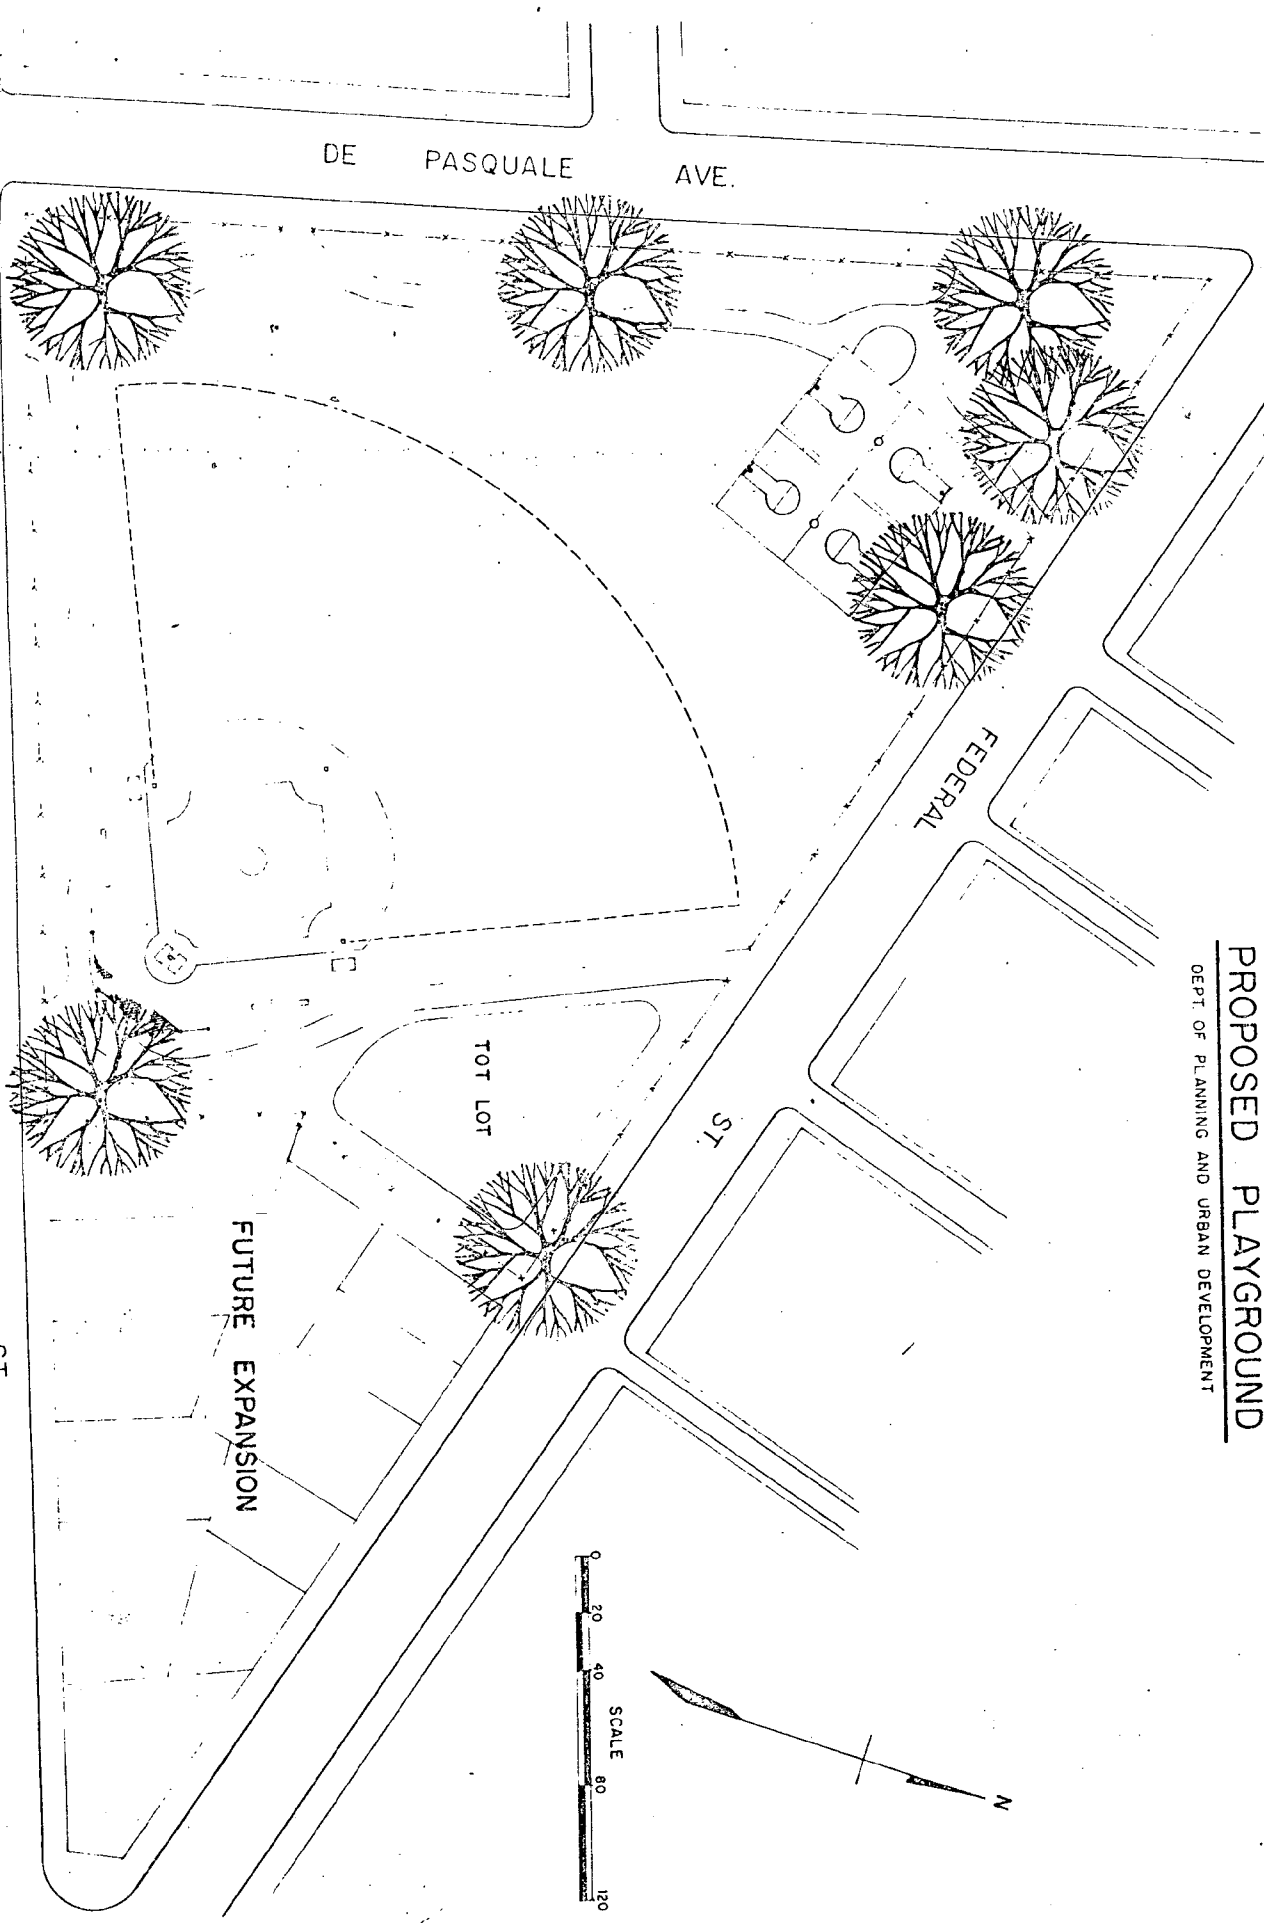 PROPOSED PLAYGROUND
DEPT. OF PLANNING AND URBAN DEVELOPMENT
DE PASQUALE AVE.
FEDERAL ST.
TOT LOT
FUTURE EXPANSION
0 20 40 80 120
SCALE
N
ST.